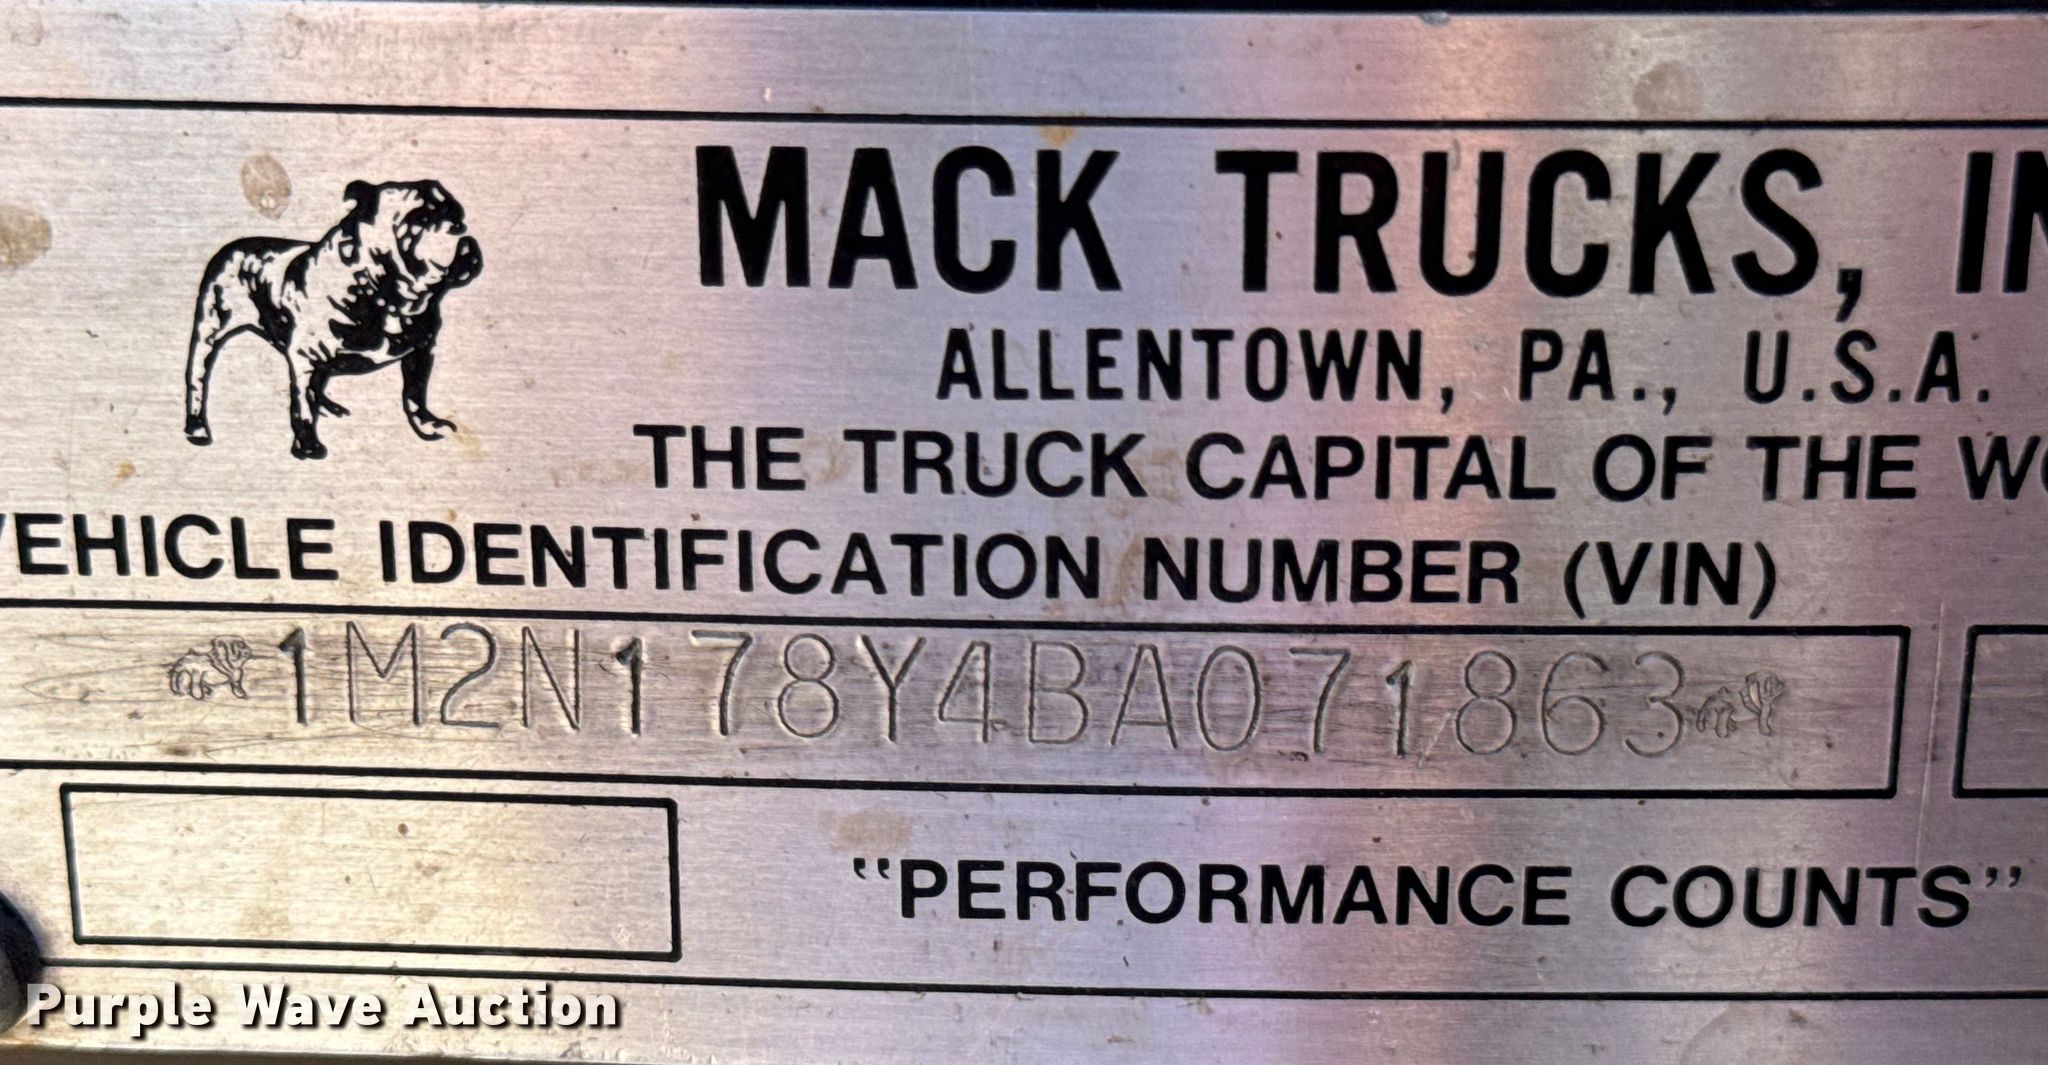 MACK TRUCKS, IN
ALLENTOWN, PA., U.S.A.
THE TRUCK CAPITAL OF THE WO
VEHICLE IDENTIFICATION NUMBER (VIN)
1M2N178Y4BA071863
"PERFORMANCE COUNTS"
Purple Wave Auction